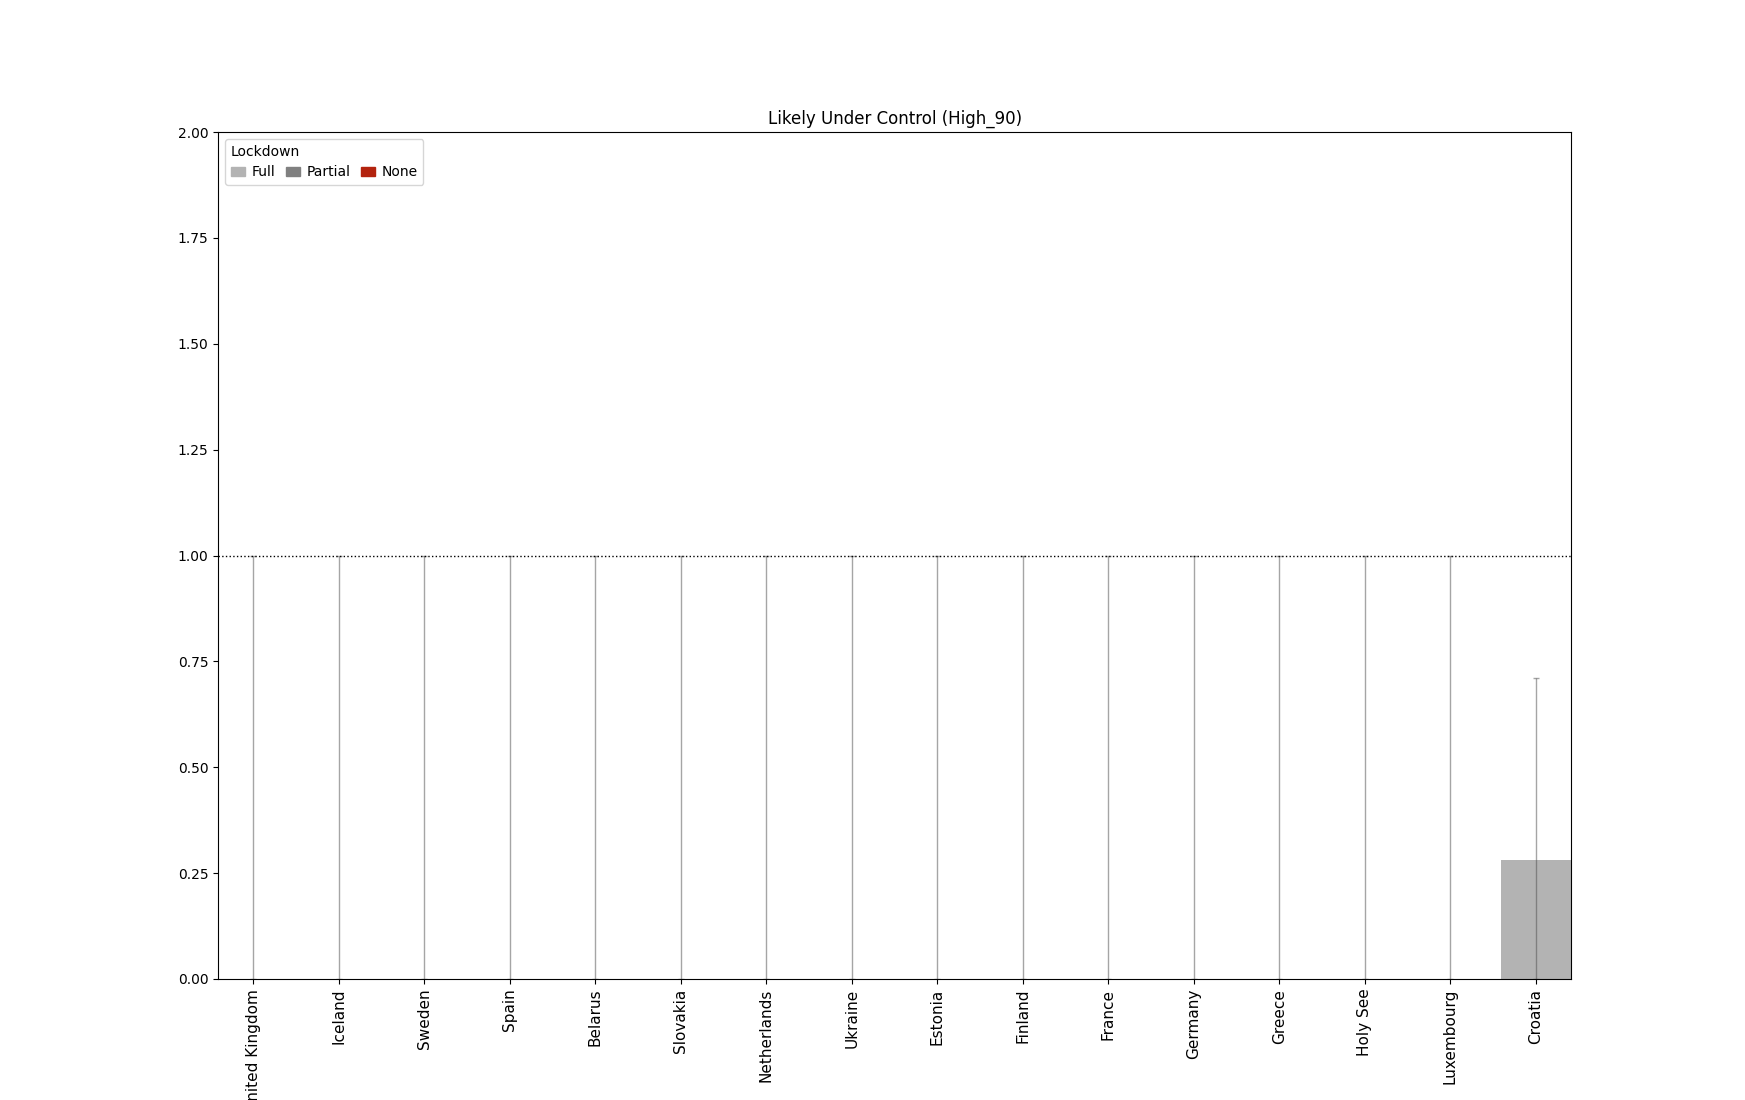 Likely Under Control (High_90)
Lockdown
Full Partial None
2.00
1.75
1.50
1.25
1.00
0.75
0.50
0.25
0.00
nited Kingdom
Iceland
Sweden
Spain
Belarus
Slovakia
Netherlands
Ukraine
Estonia
Finland
France
Germany
Greece
Holy See
Luxembourg
Croatia